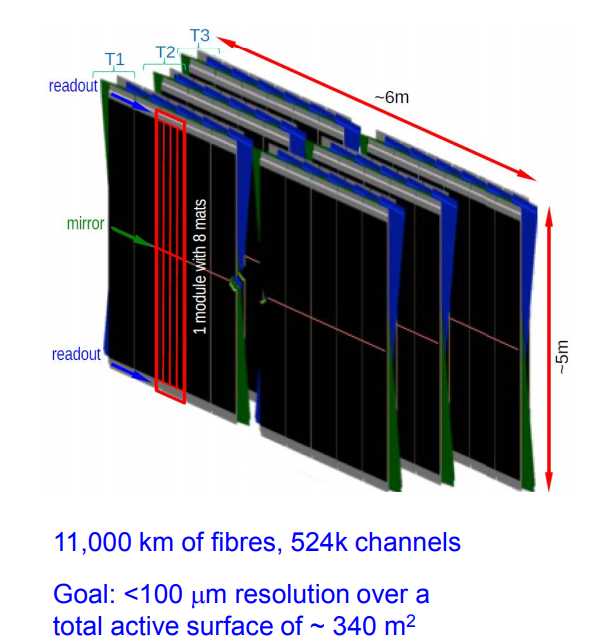 T3
T2
T1
readout
~6m
mirror
1 module with 8 mats
readout
~5m
11,000 km of fibres, 524k channels
Goal: <100 μm resolution over a
total active surface of ~ 340 m²